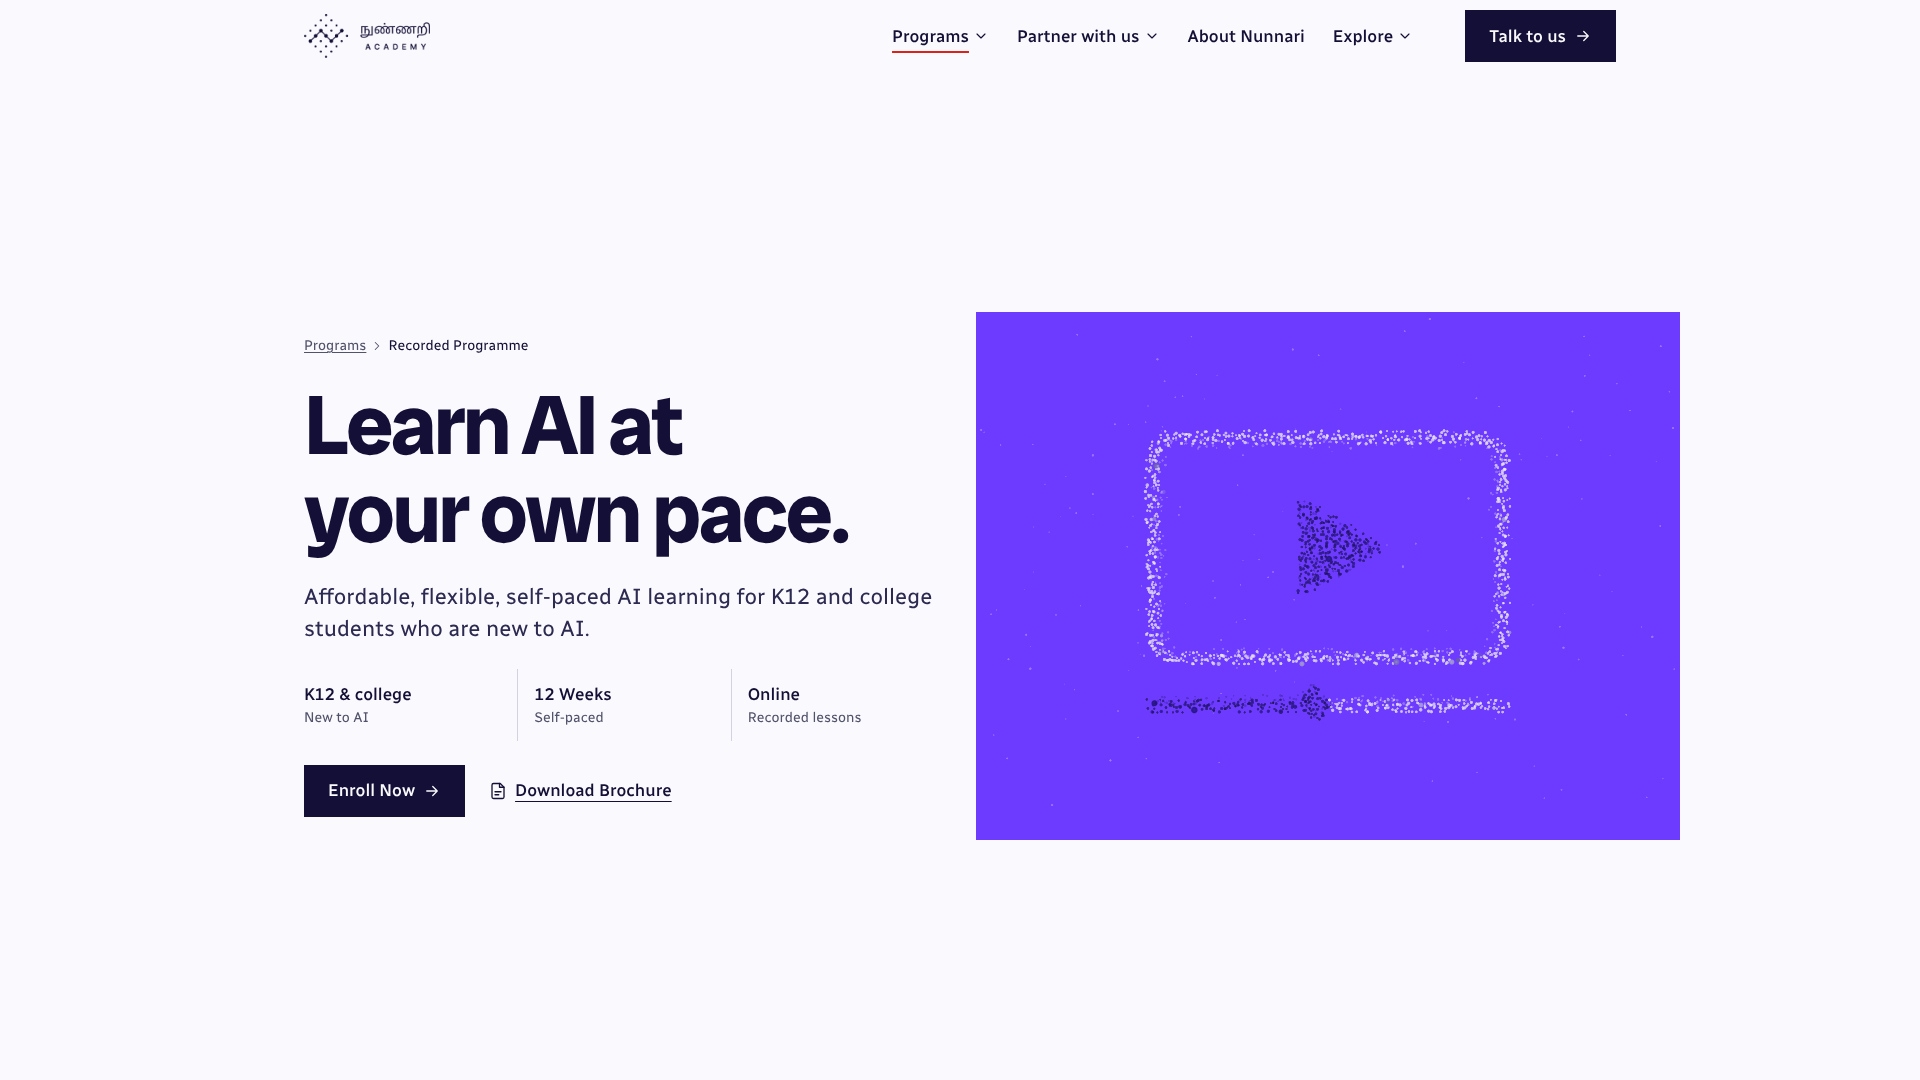 நுண்ணறி
ACADEMY
Programs
Partner with us
About Nunnari
Explore
Talk to us
Programs > Recorded Programme
Learn AI at
your own pace.
Affordable, flexible, self-paced AI learning for K12 and college
students who are new to AI.
K12 & college
New to AI
12 Weeks
Self-paced
Online
Recorded lessons
Enroll Now
Download Brochure